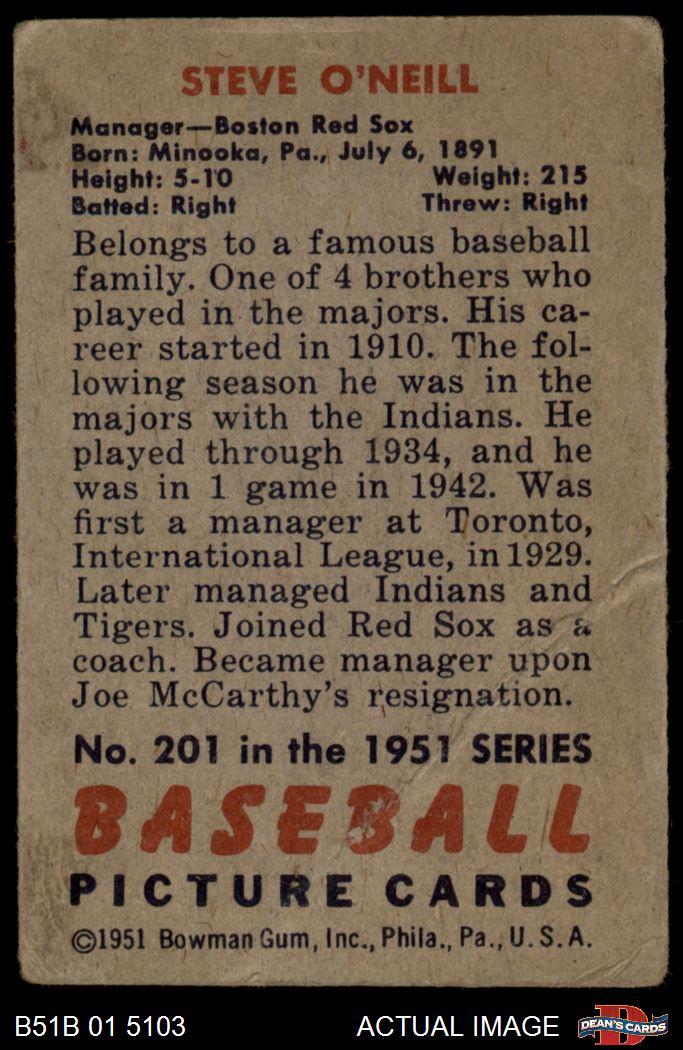 STEVE O'NEILL
Manager—Boston Red Sox
Born: Minooka, Pa., July 6, 1891
Height: 5-10 Weight: 215
Batted: Right Threw: Right
Belongs to a famous baseball
family. One of 4 brothers who
played in the majors. His ca-
reer started in 1910. The fol-
lowing season he was in the
majors with the Indians. He
played through 1934, and he
was in 1 game in 1942. Was
first a manager at Toronto,
International League, in 1929.
Later managed Indians and
Tigers. Joined Red Sox as a
coach. Became manager upon
Joe McCarthy's resignation.
No. 201 in the 1951 SERIES
BASEBALL
PICTURE CARDS
©1951 Bowman Gum, Inc., Phila., Pa., U. S. A.
B51B 01 5103 ACTUAL IMAGE D DEAN'S CARDS